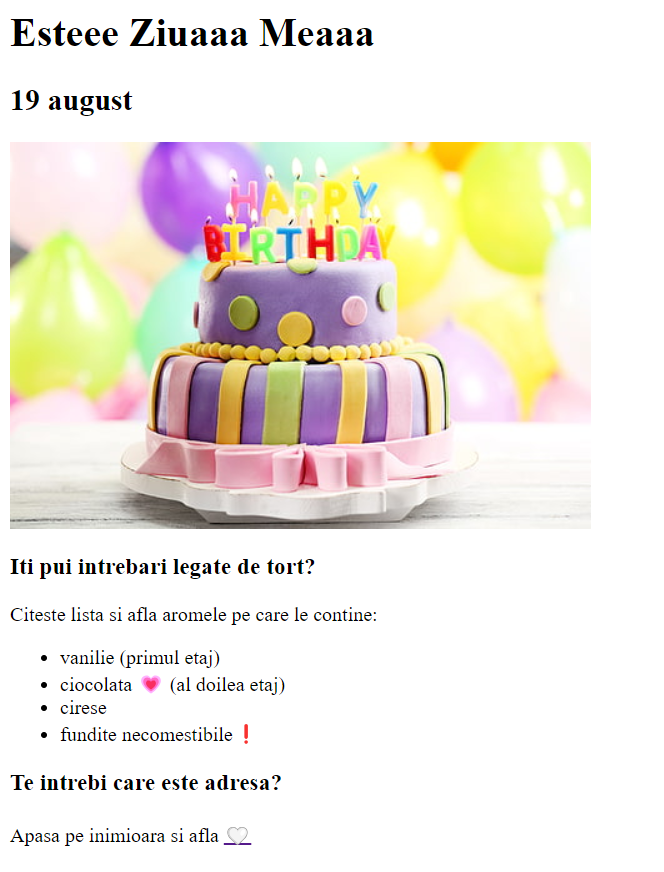 Esteee Ziuaaa Meaaa
19 august
HAPPY
BIRTHDAY
Iti pui intrebari legate de tort?
Citeste lista si afla aromele pe care le contine:
• vanilie (primul etaj)
• ciocolata 💗 (al doilea etaj)
• cirese
• fundite necomestibile ❗
Te intrebi care este adresa?
Apasa pe inimioara si afla 🤍